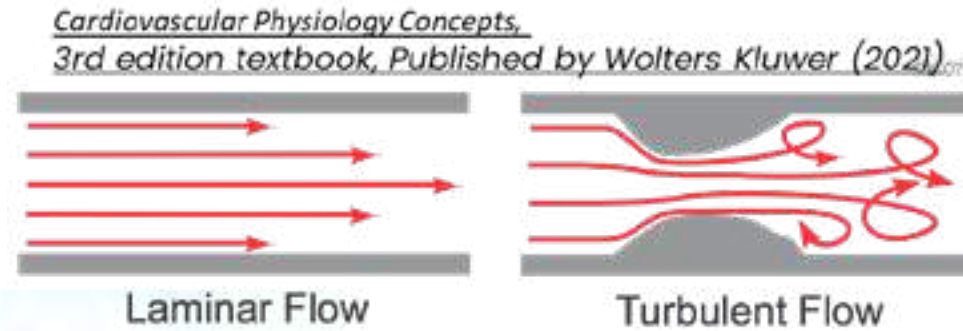 Cardiovascular Physiology Concepts,
3rd edition textbook, Published by Wolters Kluwer (2021)
Laminar Flow
Turbulent Flow